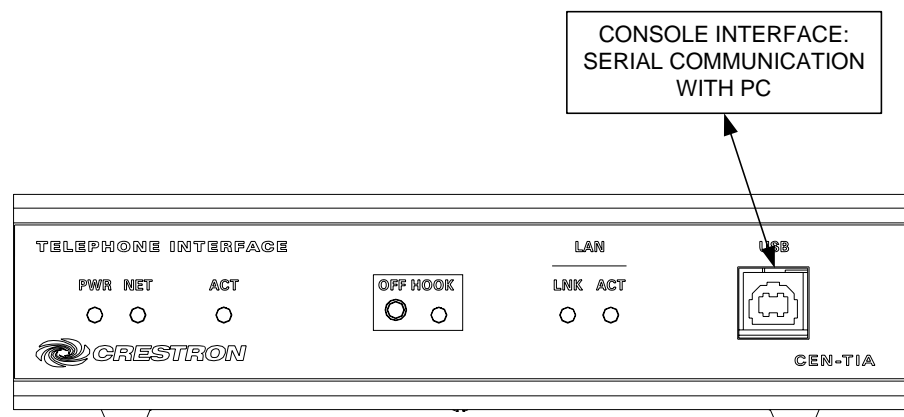 CONSOLE INTERFACE:
SERIAL COMMUNICATION
WITH PC
TELEPHONE INTERFACE
LAN
USB
PWR NET ACT
OFF HOOK
LNK ACT
CRESTRON
CEN-TIA